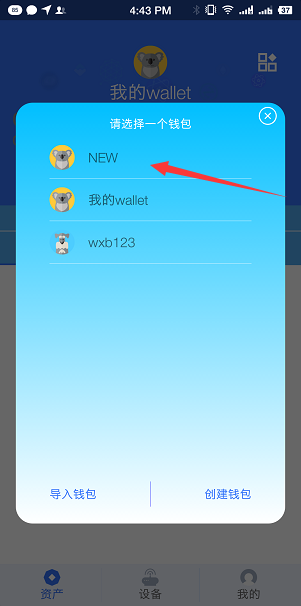 85
4:43 PM
37
我的wallet
请选择一个钱包
NEW
我的wallet
wxb123
导入钱包
创建钱包
资产
设备
我的